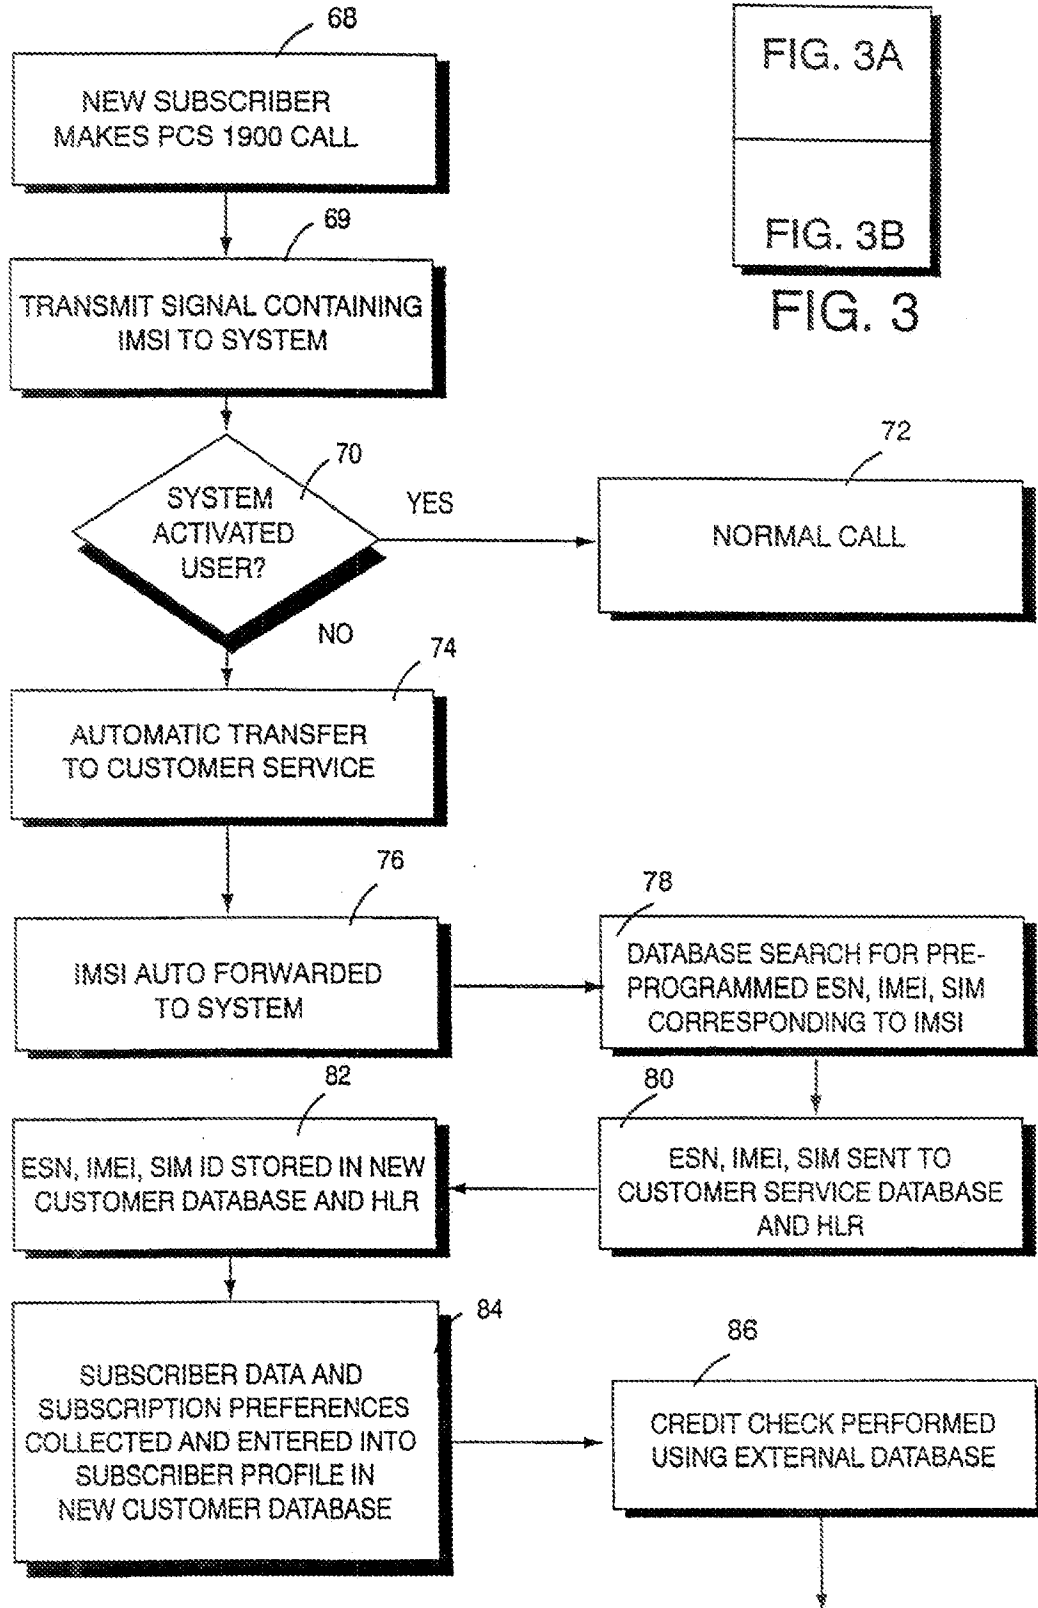 68
NEW SUBSCRIBER
MAKES PCS 1900 CALL
FIG. 3A
FIG. 3B
FIG. 3
69
TRANSMIT SIGNAL CONTAINING
IMSI TO SYSTEM
70
SYSTEM
ACTIVATED
USER?
YES
72
NORMAL CALL
NO
74
AUTOMATIC TRANSFER
TO CUSTOMER SERVICE
76
IMSI AUTO FORWARDED
TO SYSTEM
78
DATABASE SEARCH FOR PRE-
PROGRAMMED ESN, IMEI, SIM
CORRESPONDING TO IMSI
80
ESN, IMEI, SIM SENT TO
CUSTOMER SERVICE DATABASE
AND HLR
82
ESN, IMEI, SIM ID STORED IN NEW
CUSTOMER DATABASE AND HLR
84
SUBSCRIBER DATA AND
SUBSCRIPTION PREFERENCES
COLLECTED AND ENTERED INTO
SUBSCRIBER PROFILE IN
NEW CUSTOMER DATABASE
86
CREDIT CHECK PERFORMED
USING EXTERNAL DATABASE